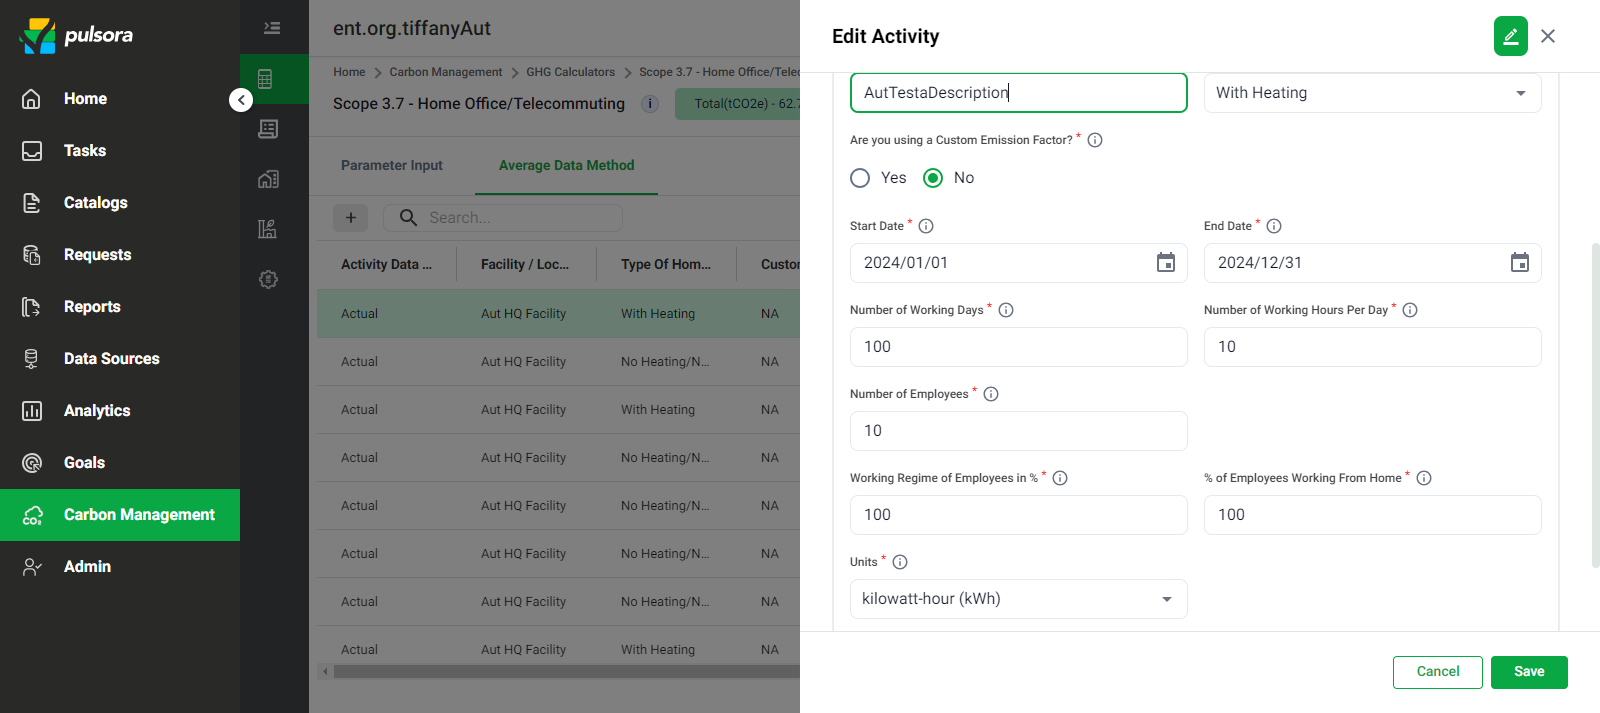 pulsora
Home
Tasks
Catalogs
Requests
Reports
Data Sources
Analytics
Goals
Carbon Management
Admin
ent.org.tiffanyAut
Home > Carbon Management > GHG Calculators > Scope 3.7 - Home Office/Telec
Scope 3.7 - Home Office/Telecommuting i Total(tCO2e) - 62.7
Parameter Input Average Data Method
+ Search...
Activity Data ... Facility / Loc... Type Of Hom... Custor
Actual Aut HQ Facility With Heating NA
Actual Aut HQ Facility No Heating/N... NA
Actual Aut HQ Facility With Heating NA
Actual Aut HQ Facility No Heating/N... NA
Actual Aut HQ Facility No Heating/N... NA
Actual Aut HQ Facility No Heating/N... NA
Actual Aut HQ Facility No Heating/N... NA
Actual Aut HQ Facility With Heating NA
Edit Activity
AutTestaDescription With Heating
Are you using a Custom Emission Factor? *
Yes No
Start Date * End Date *
2024/01/01 2024/12/31
Number of Working Days * Number of Working Hours Per Day *
100 10
Number of Employees *
10
Working Regime of Employees in % * % of Employees Working From Home *
100 100
Units *
kilowatt-hour (kWh)
Cancel Save